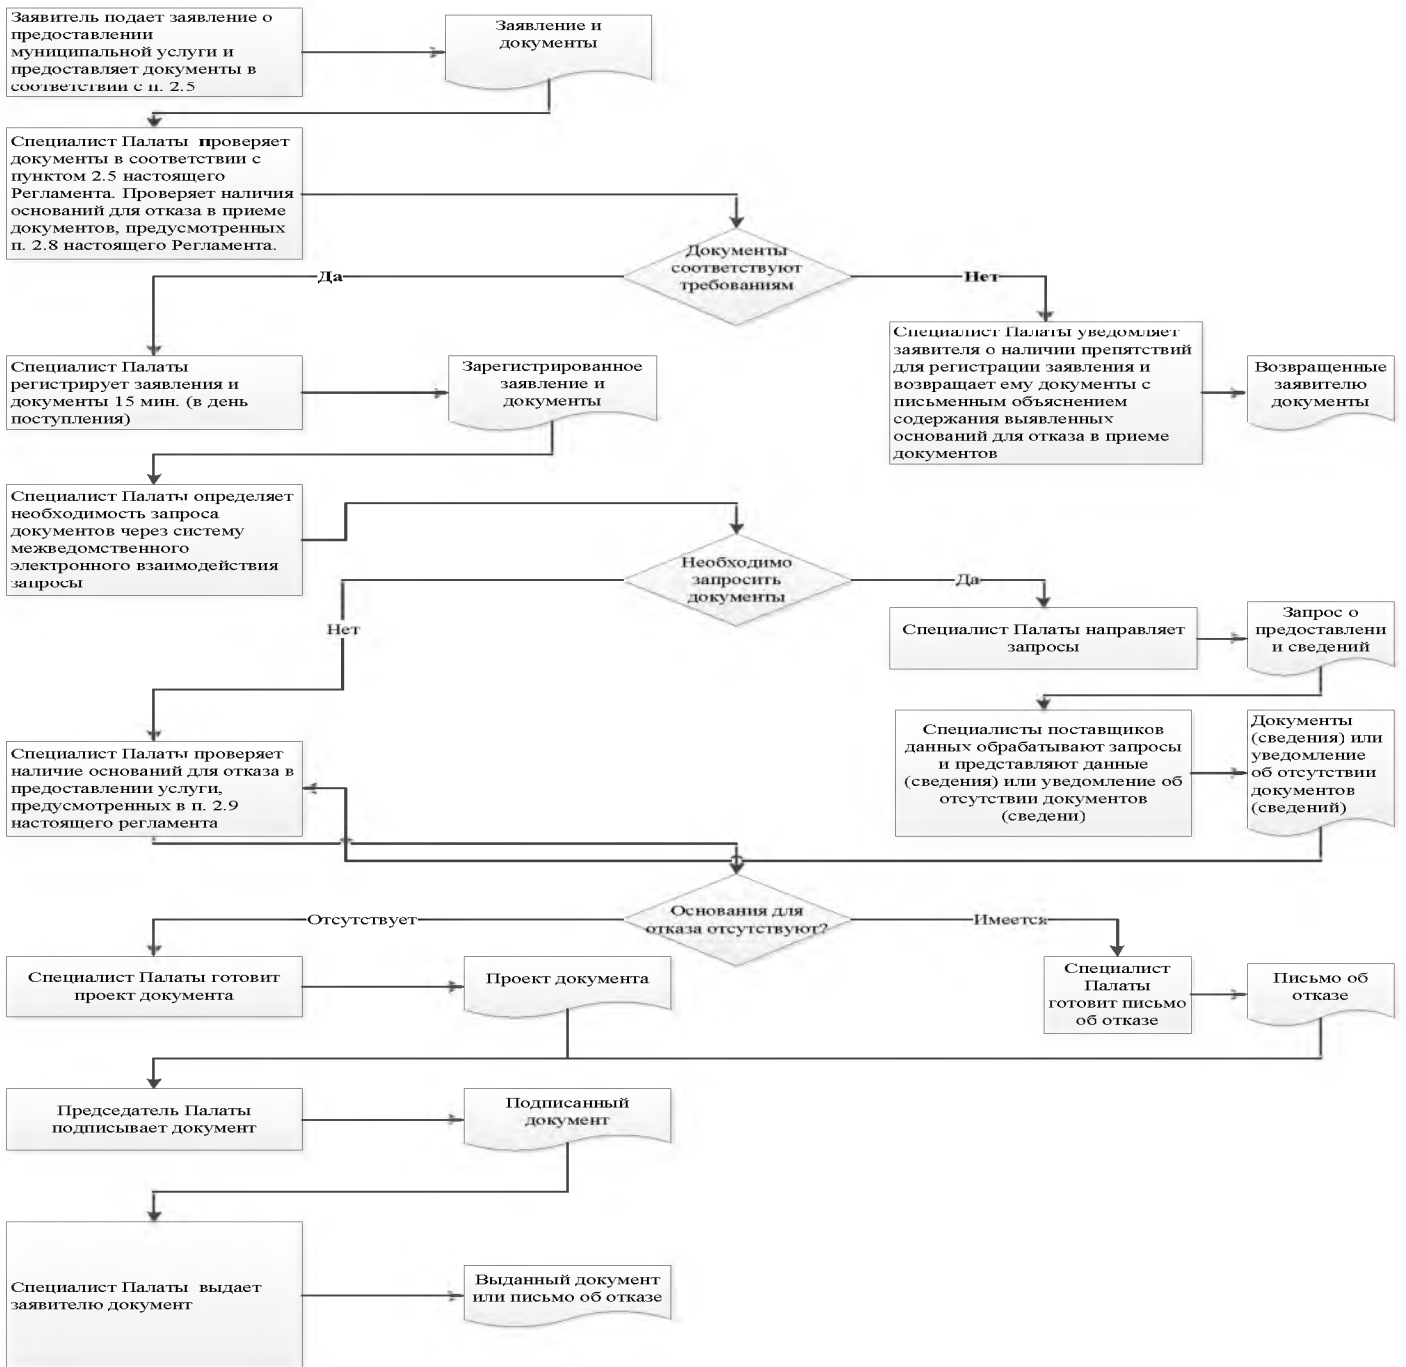 Заявитель подает заявление о
предоставлении
муниципальной услуги и
предоставляет документы в
соответствии с п. 2.5
Заявление и
документы
Специалист Палаты проверяет
документы в соответствии с
пунктом 2.5 настоящего
Регламента. Проверяет наличия
оснований для отказа в приеме
документов, предусмотренных
п. 2.8 настоящего Регламента.
Документы
соответствуют
требованиям
Да
Нет
Специалист Палаты
регистрирует заявления и
документы 15 мин. (в день
поступления)
Зарегистрированное
заявление и
документы
Специалист Палаты уведомляет
заявителя о наличии препятствий
для регистрации заявления и
возвращает ему документы с
письменным объяснением
содержания выявленных
оснований для отказа в приеме
документов
Возвращенные
заявителю
документы
Специалист Палаты определяет
необходимость запроса
документов через систему
межведомственного
электронного взаимодействия
запросы
Необходимо
запросить
документы
Да
Нет
Специалист Палаты направляет
запросы
Запрос о
предоставлени
и сведений
Специалисты поставщиков
данных обрабатывают запросы
и представляют данные
(сведения) или уведомление об
отсутствии документов
(сведени)
Документы
(сведения) или
уведомление
об отсутствии
документов
(сведений)
Специалист Палаты проверяет
наличие оснований для отказа в
предоставлении услуги,
предусмотренных в п. 2.9
настоящего регламента
Основания для
отказа отсутствуют?
Отсутствует
Имеется
Специалист Палаты готовит
проект документа
Проект документа
Специалист
Палаты
готовит письмо
об отказе
Письмо об
отказе
Председатель Палаты
подписывает документ
Подписанный
документ
Специалист Палаты выдает
заявителю документ
Выданный документ
или письмо об отказе